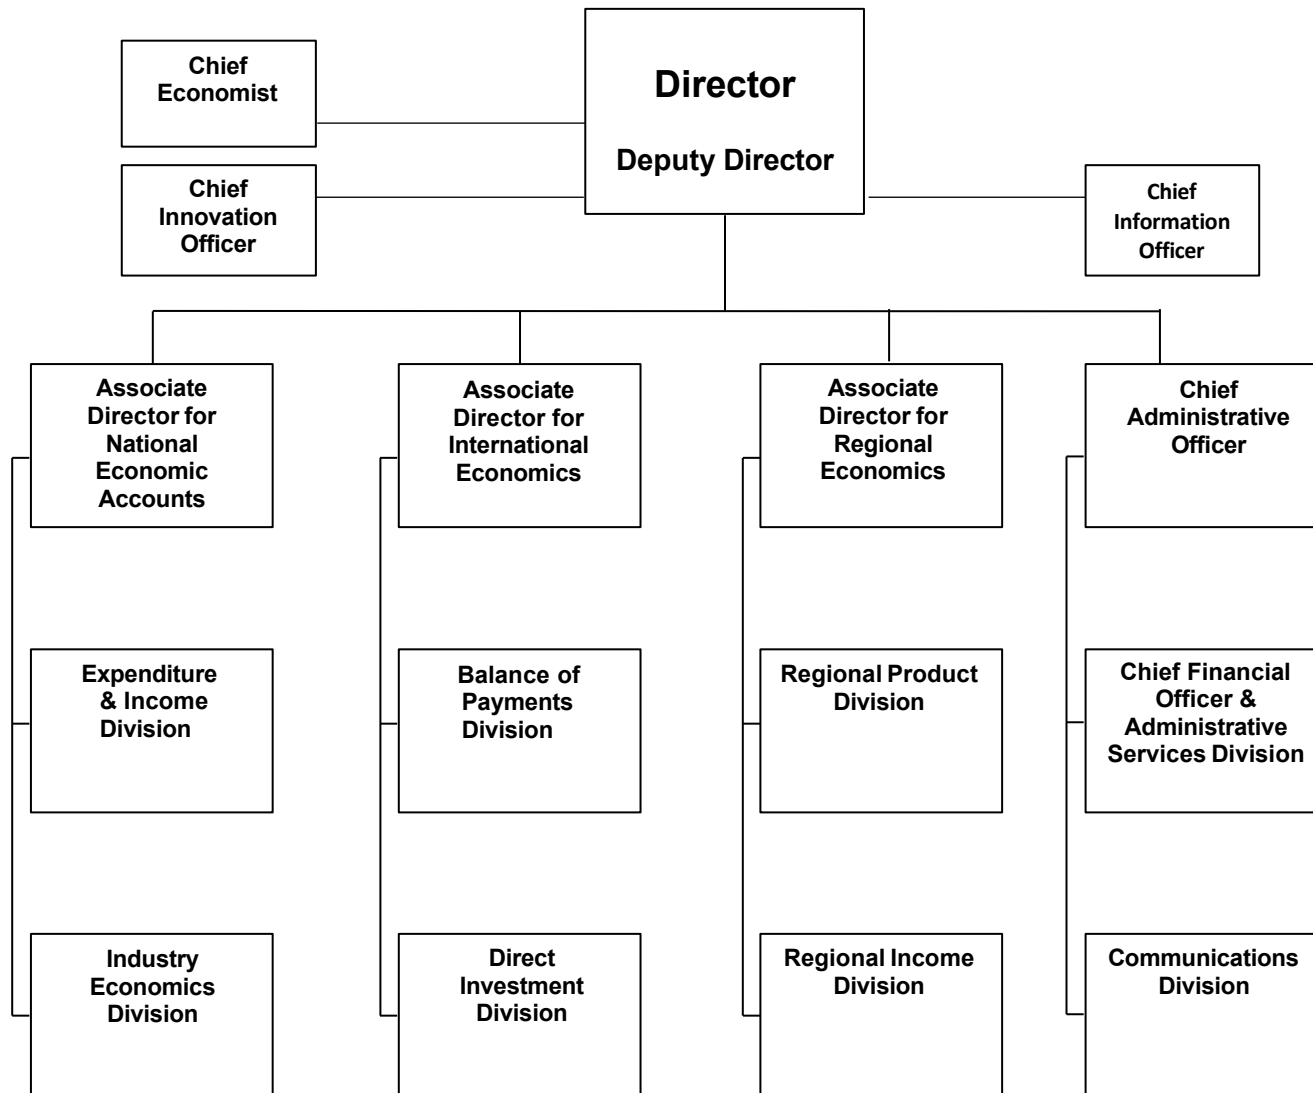 Chief
Economist
Director
Deputy Director
Chief
Innovation
Officer
Chief
Information
Officer
Associate
Director for
National
Economic
Accounts
Associate
Director for
International
Economics
Associate
Director for
Regional
Economics
Chief
Administrative
Officer
Expenditure
& Income
Division
Balance of
Payments
Division
Regional Product
Division
Chief Financial
Officer &
Administrative
Services Division
Industry
Economics
Division
Direct
Investment
Division
Regional Income
Division
Communications
Division